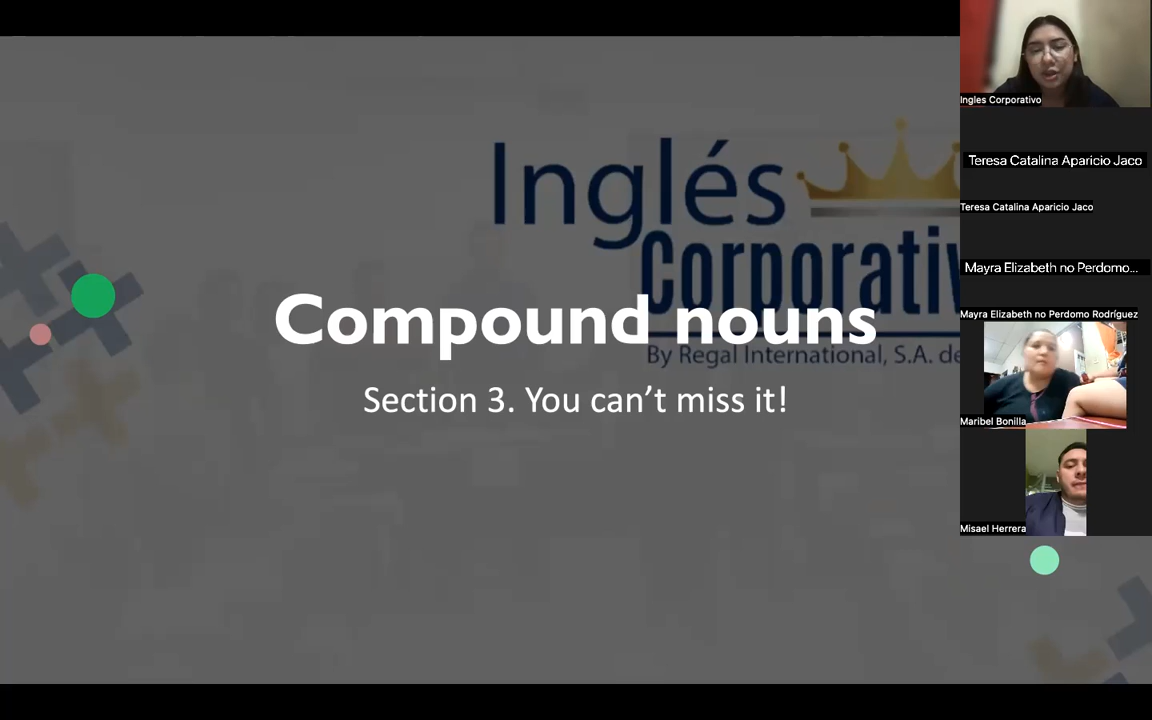 Inglés
Corporativ
By Regal International, S.A. de
Compound nouns
Section 3. You can't miss it!
Ingles Corporativo
Teresa Catalina Aparicio Jaco
Teresa Catalina Aparicio Jaco
Mayra Elizabeth no Perdomo...
Mayra Elizabeth no Perdomo Rodríguez
Maribel Bonilla
Misael Herrera